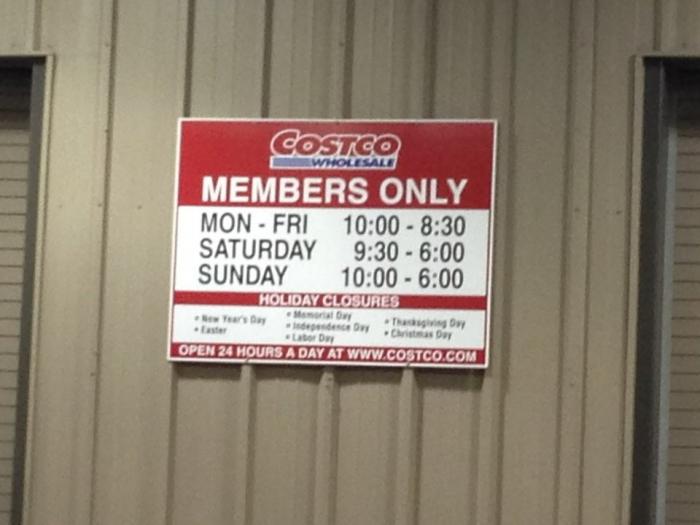 COSTCO
WHOLESALE
MEMBERS ONLY
MON - FRI 10:00 - 8:30
SATURDAY 9:30 - 6:00
SUNDAY 10:00 - 6:00
HOLIDAY CLOSURES
• New Year's Day
• Easter
• Memorial Day
• Independence Day
• Labor Day
• Thanksgiving Day
• Christmas Day
OPEN 24 HOURS A DAY AT WWW.COSTCO.COM